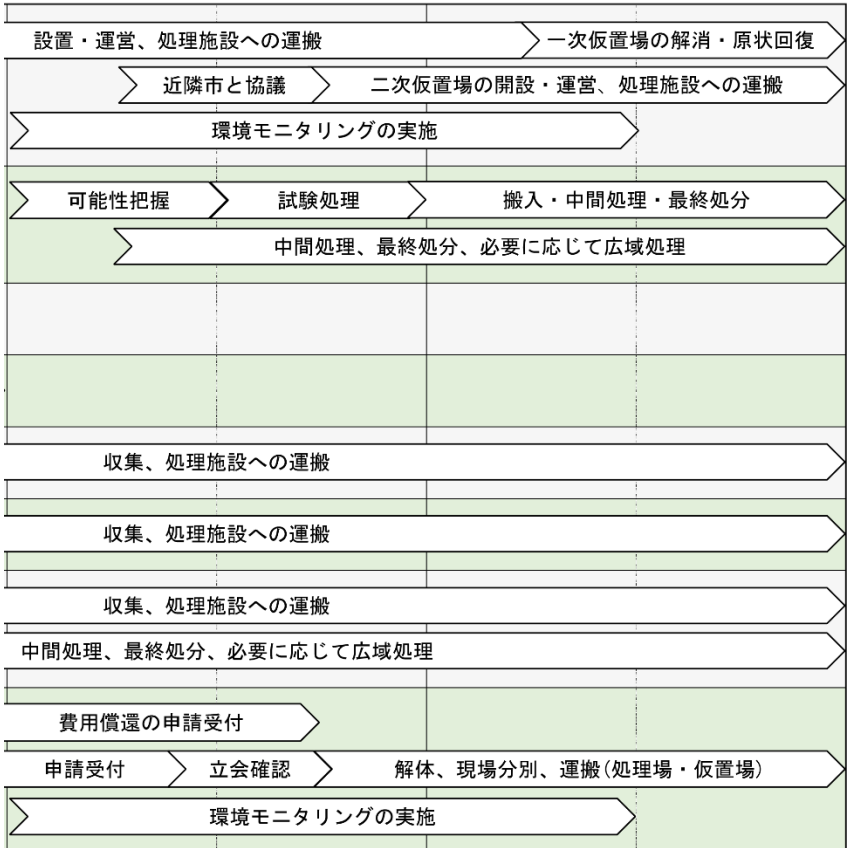 設置・運営、処理施設への運搬 一次仮置場の解消・原状回復
近隣市と協議 二次仮置場の開設・運営、処理施設への運搬
環境モニタリングの実施
可能性把握 試験処理 搬入・中間処理・最終処分
中間処理、最終処分、必要に応じて広域処理
収集、処理施設への運搬
収集、処理施設への運搬
収集、処理施設への運搬
中間処理、最終処分、必要に応じて広域処理
費用償還の申請受付
申請受付 立会確認 解体、現場分別、運搬(処理場・仮置場)
環境モニタリングの実施